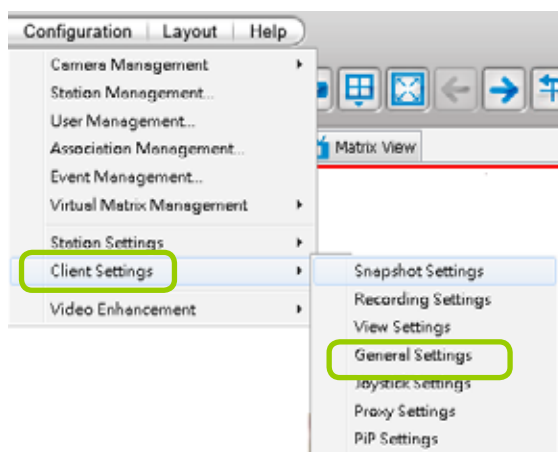 Configuration Layout Help
Camera Management
Station Management...
User Management...
Association Management...
Event Management...
Virtual Matrix Management
Station Settings
Client Settings
Video Enhancement
Matrix View
Snapshot Settings
Recording Settings
View Settings
General Settings
Joystick Settings
Proxy Settings
PiP Settings